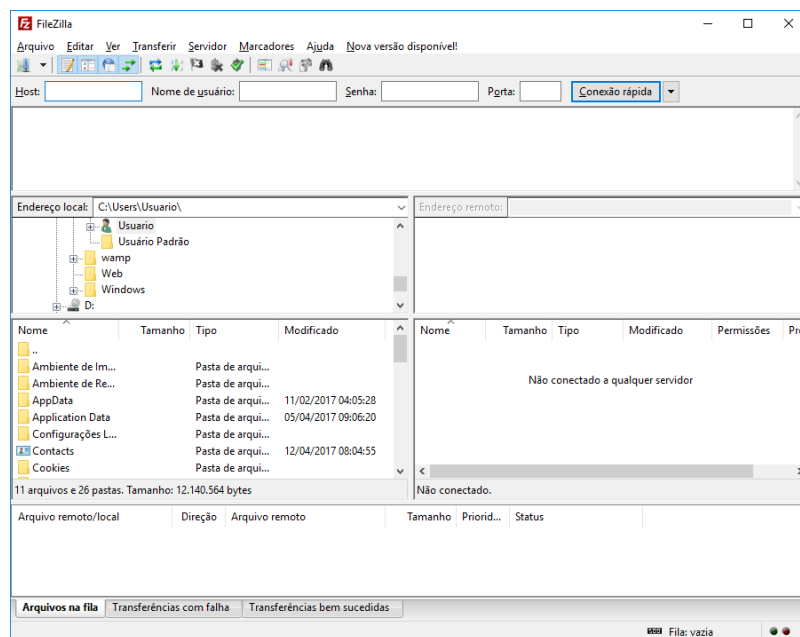 FileZilla
Arquivo Editar Ver Transferir Servidor Marcadores Ajuda Nova versão disponível!
Host: Nome de usuário: Senha: Porta: Conexão rápida
Endereço local: C:\Users\Usuario\
Endereço remoto:
Usuario
Usuário Padrão
wamp
Web
Windows
D:
Nome Tamanho Tipo Modificado
..
Ambiente de Im... Pasta de arqui...
Ambiente de Re... Pasta de arqui...
AppData Pasta de arqui... 11/02/2017 04:05:28
Application Data Pasta de arqui... 05/04/2017 09:06:20
Configurações L... Pasta de arqui...
Contacts Pasta de arqui... 12/04/2017 08:04:55
Cookies Pasta de arqui...
11 arquivos e 26 pastas. Tamanho: 12.140.564 bytes
Nome Tamanho Tipo Modificado Permissões Pr
Não conectado a qualquer servidor
Não conectado.
Arquivo remoto/local Direção Arquivo remoto Tamanho Priorid... Status
Arquivos na fila Transferências com falha Transferências bem sucedidas
Fila: vazia